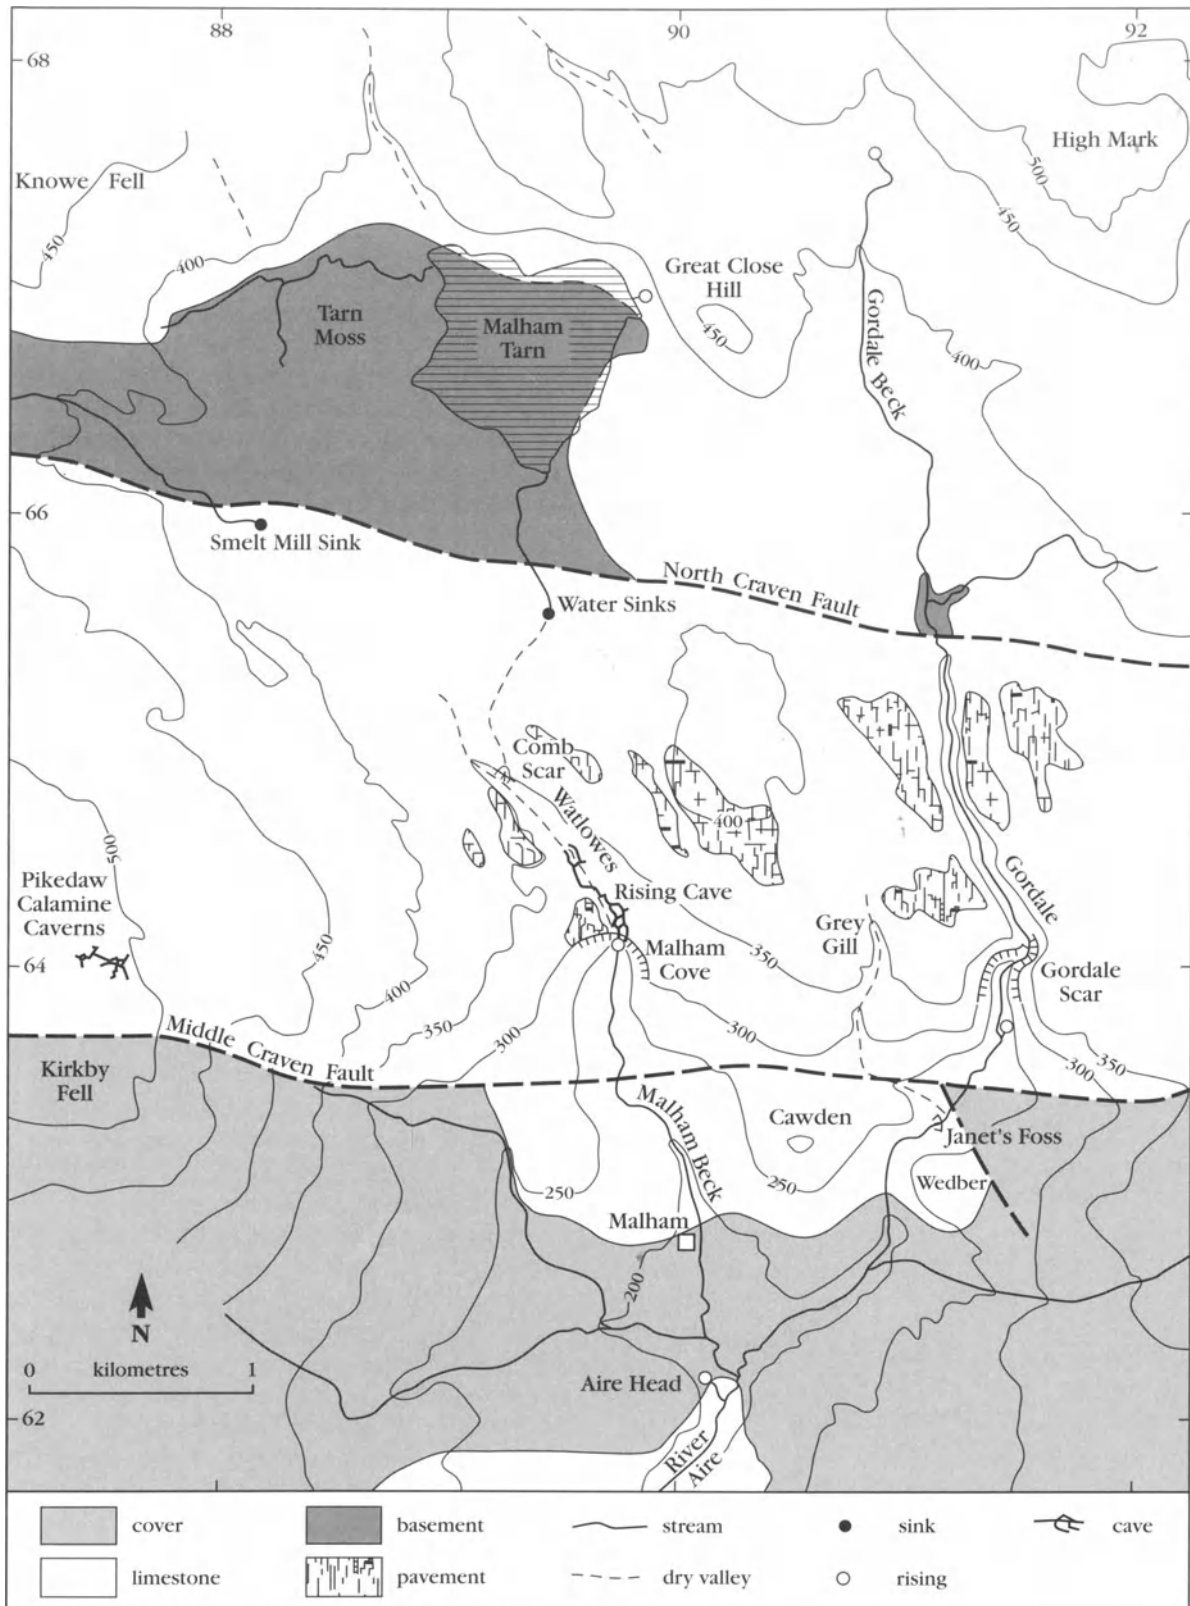 88
90
92
68
High Mark
Knowe Fell
500
450
450
400
Great Close
Hill
450
Tarn
Moss
Malham
Tarn
Gordale Beck
400
66
Smelt Mill Sink
North Craven Fault
Water Sinks
Comb
Scar
Watlowes
400
500
Pikedaw
Calamine
Caverns
Rising Cave
Gordale
Grey
Gill
450
Malham
Cove
350
64
Gordale
Scar
400
350
300
300
350
300
Middle Craven Fault
Kirkby
Fell
Malham Beck
Cawden
Janet's Foss
250
250
Wedber
Malham
200
N
0 kilometres 1
Aire Head
62
River
Aire
cover
basement
stream
sink
cave
limestone
pavement
dry valley
rising